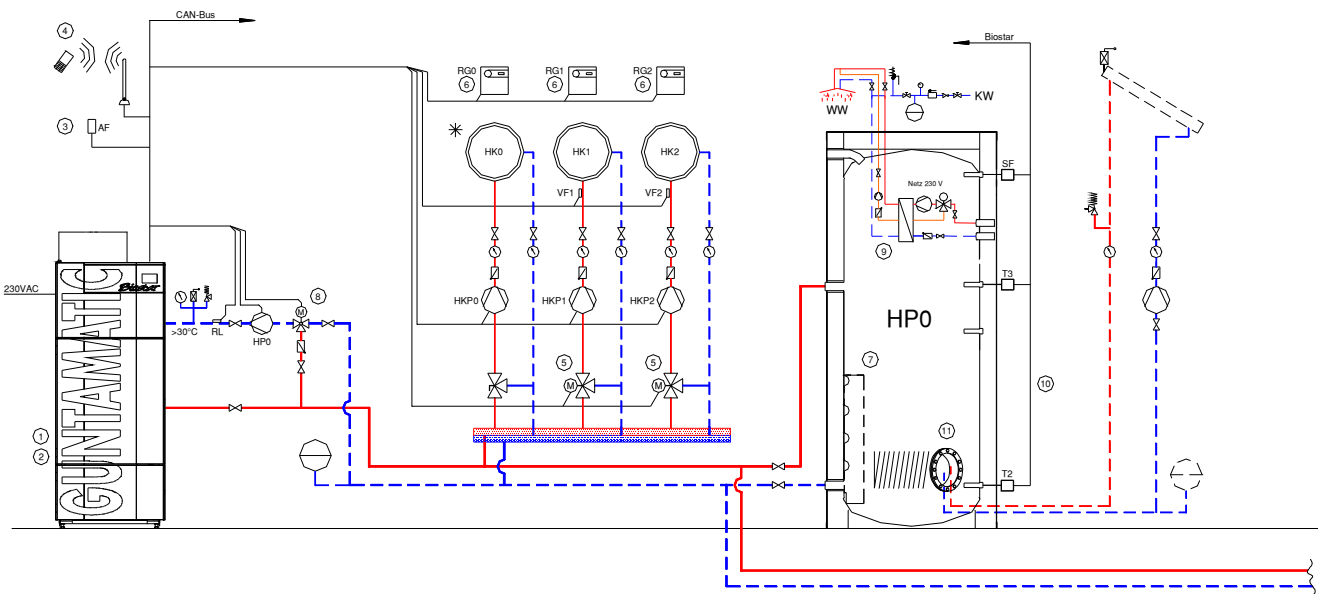 CAN-Bus
4
3
AF
RG0
RG1
RG2
6
6
6
HK0
HK1
HK2
VF1
VF2
HKP0
HKP1
HKP2
5
5
M
M
230VAC
Biostar
GUNTAMATIC
1
2
>30°C
RL
HP0
M
8
Biostar
WW
KW
SF
Netz 230 V
9
T3
HP0
7
10
11
T2